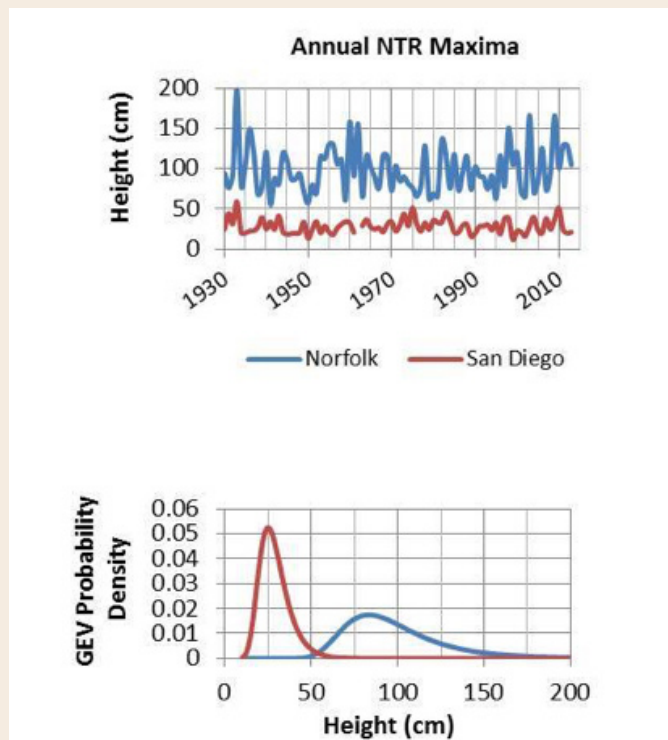 Annual NTR Maxima
Height (cm)
200
150
100
50
0
1930 1950 1970 1990 2010
Norfolk San Diego
GEV Probability
Density
0.06
0.05
0.04
0.03
0.02
0.01
0
0 50 100 150 200
Height (cm)